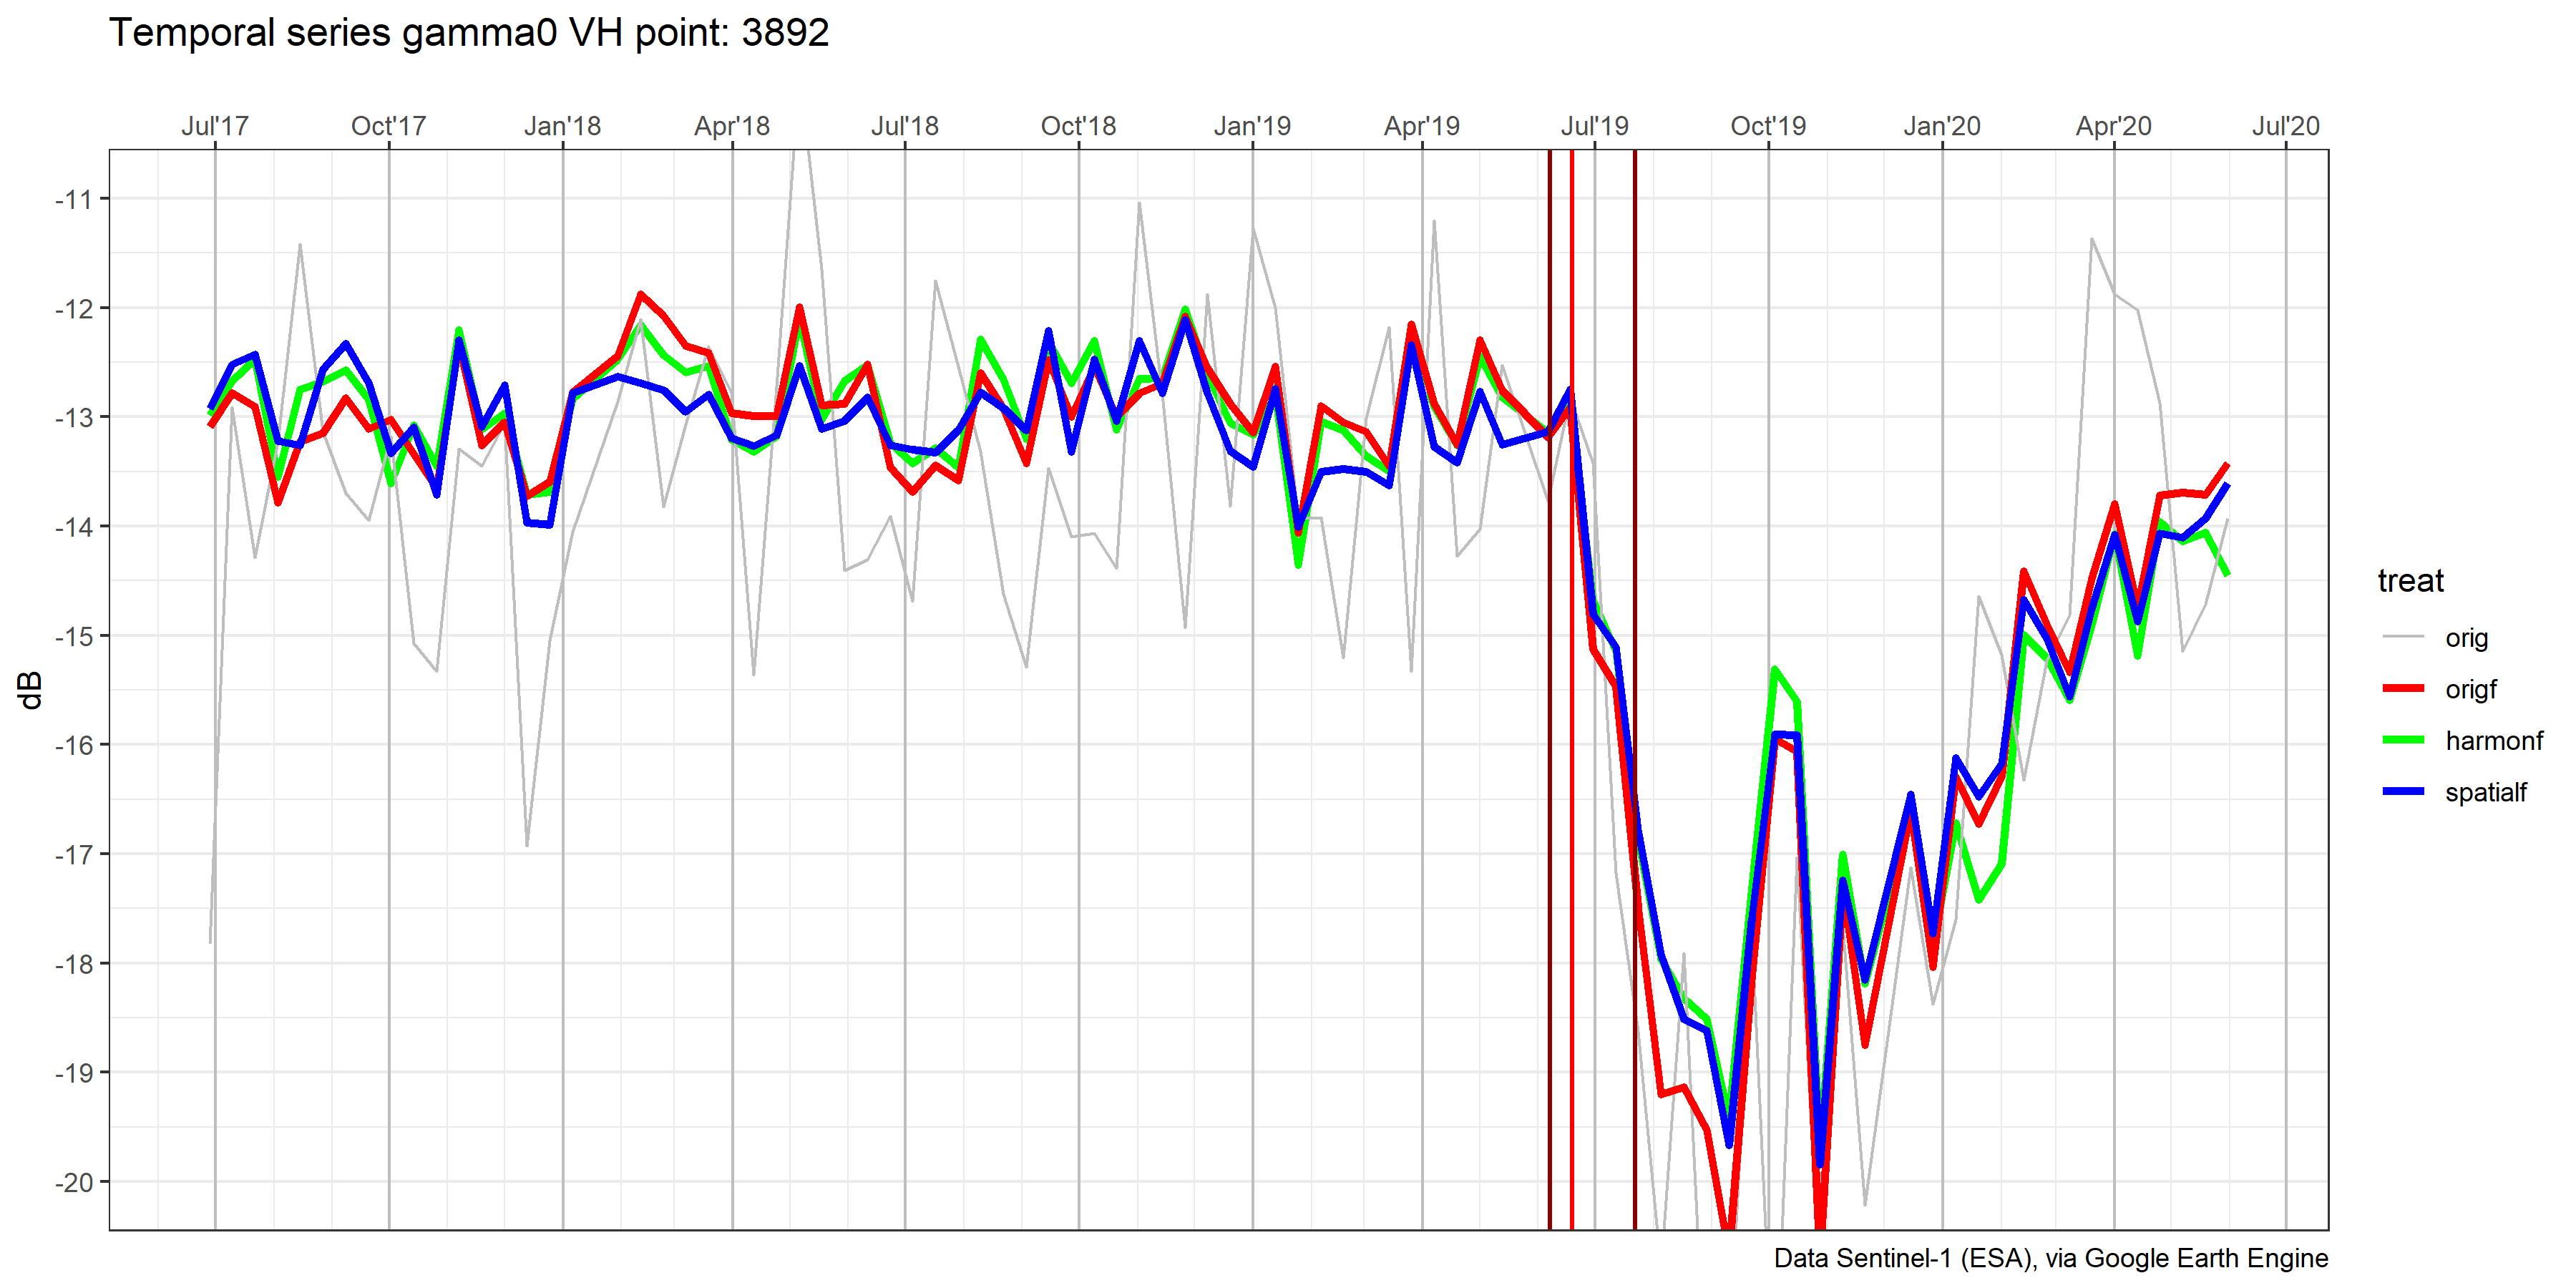 Temporal series gamma0 VH point: 3892
Jul'17 Oct'17 Jan'18 Apr'18 Jul'18 Oct'18 Jan'19 Apr'19 Jul'19 Oct'19 Jan'20 Apr'20 Jul'20
-11
-12
-13
-14
-15
-16
-17
-18
-19
-20
dB
treat
orig
origf
harmonf
spatialf
Data Sentinel-1 (ESA), via Google Earth Engine